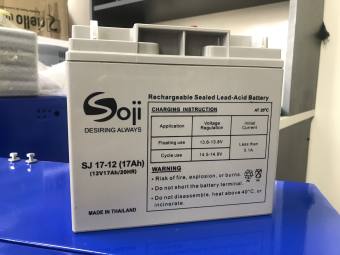 Soji
DESIRING ALWAYS
SJ 17-12 (17Ah)
(12V17Ah/20HR)
MADE IN THAILAND
Rechargeable Sealed Lead-Acid Battery
CHARGING INSTRUCTION AT 25°C
Application Voltage Regulation Initial Current
Floating use 13.6-13.8V Less than
Cycle use 14.5-14.9V 5.1A
WARNING
• Risk of fire, explosion, or burns.
• Do not short the battery terminal.
• Do not disassemble, heat above 40°C, or
incinerate.